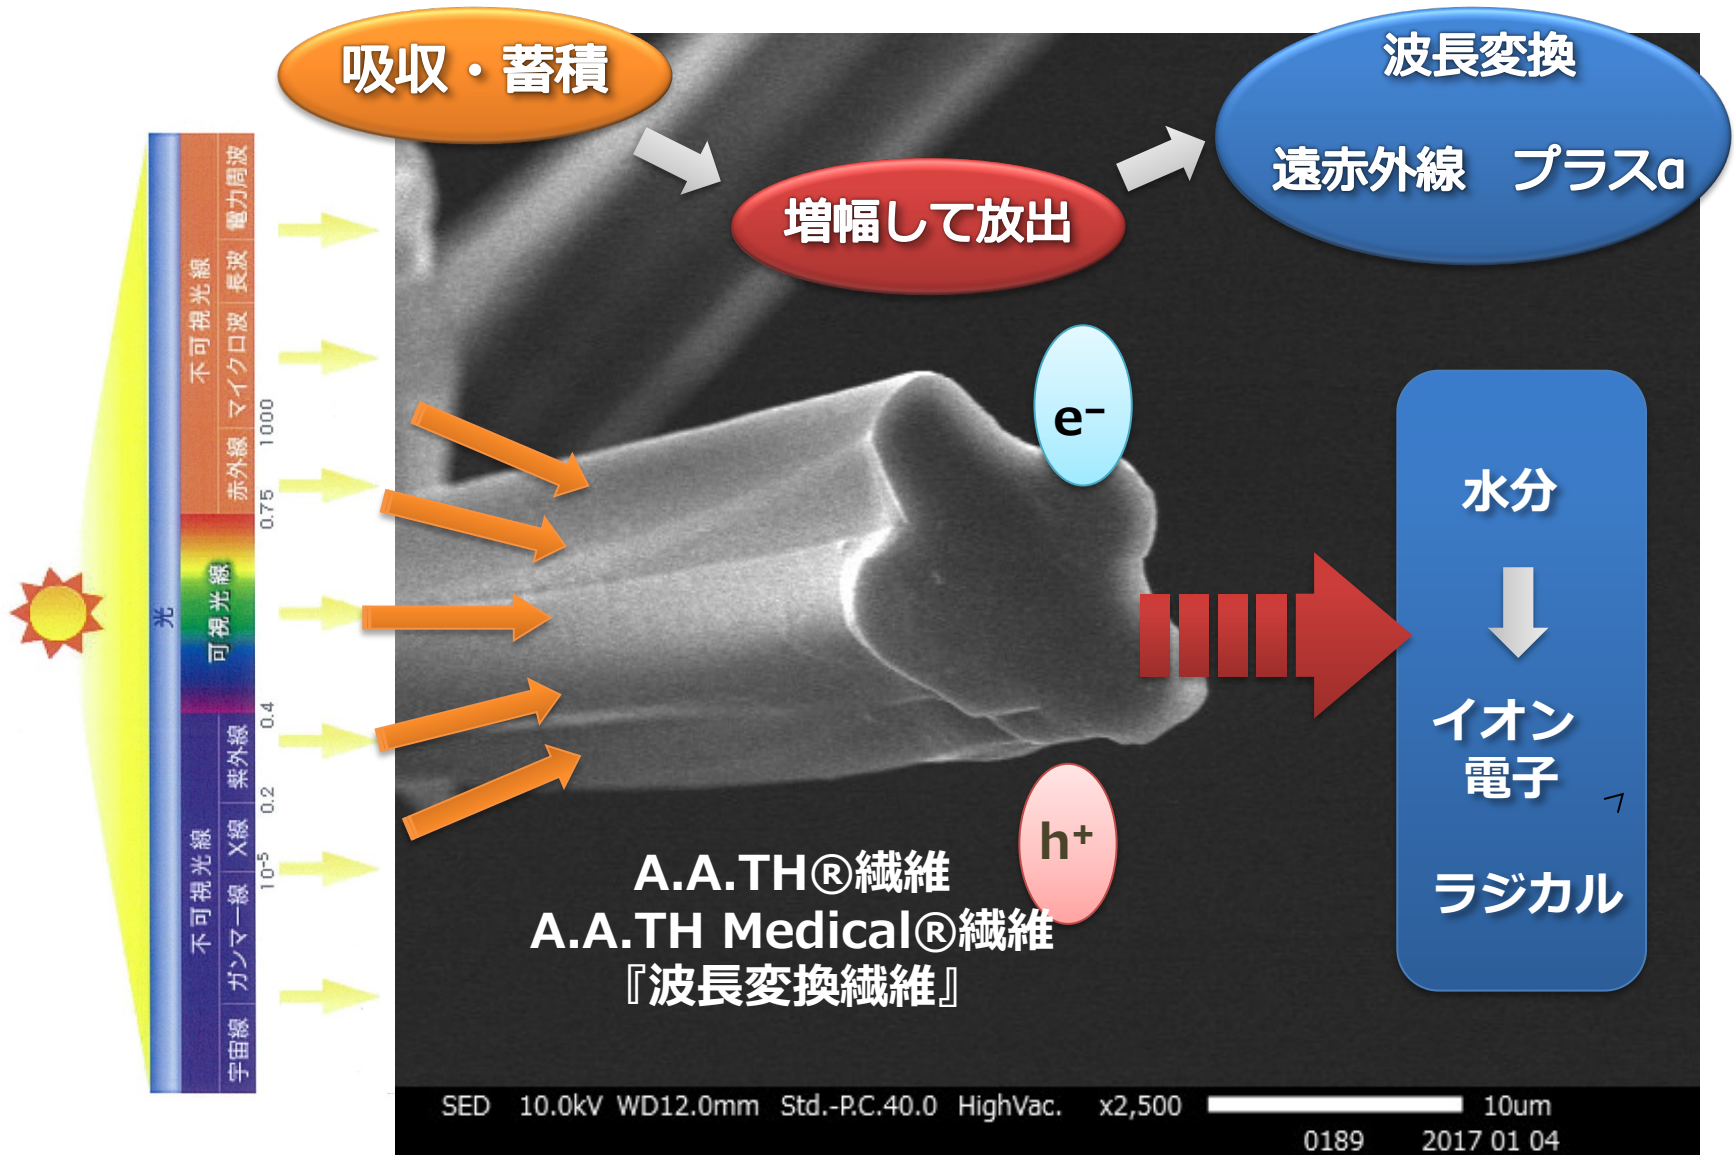 吸収・蓄積
増幅して放出
波長変換
遠赤外線　プラスα
光
不可視光線
可視光線
不可視光線
電力周波
長波
マイクロ波
赤外線
紫外線
X線
ガンマー線
宇宙線
1000
0.75
0.4
0.2
10⁻⁵
e⁻
h⁺
水分
イオン
電子
ラジカル
A.A.TH®繊維
A.A.TH Medical®繊維
『波長変換繊維』
SED 10.0kV WD12.0mm Std.-P.C.40.0 HighVac. x2,500 10um
0189 2017 01 04